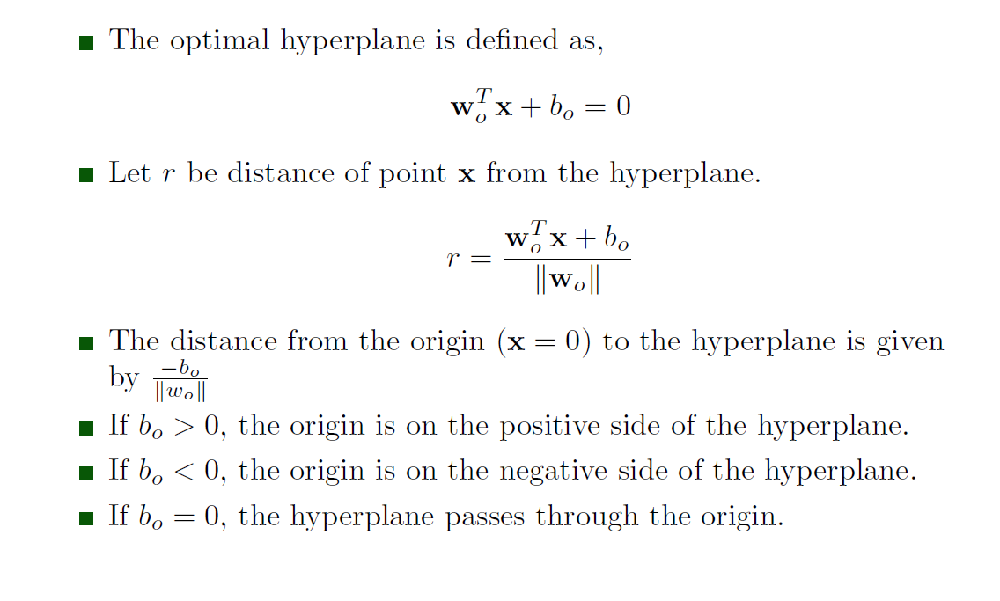 ■ The optimal hyperplane is defined as,
$\mathbf{w}_o^T \mathbf{x} + b_o = 0$
■ Let $r$ be distance of point $\mathbf{x}$ from the hyperplane.
$r = \frac{\mathbf{w}_o^T \mathbf{x} + b_o}{\|\mathbf{w}_o\|}$
■ The distance from the origin ($\mathbf{x} = 0$) to the hyperplane is given
by $\frac{-b_o}{\|w_o\|}$
■ If $b_o > 0$, the origin is on the positive side of the hyperplane.
■ If $b_o < 0$, the origin is on the negative side of the hyperplane.
■ If $b_o = 0$, the hyperplane passes through the origin.